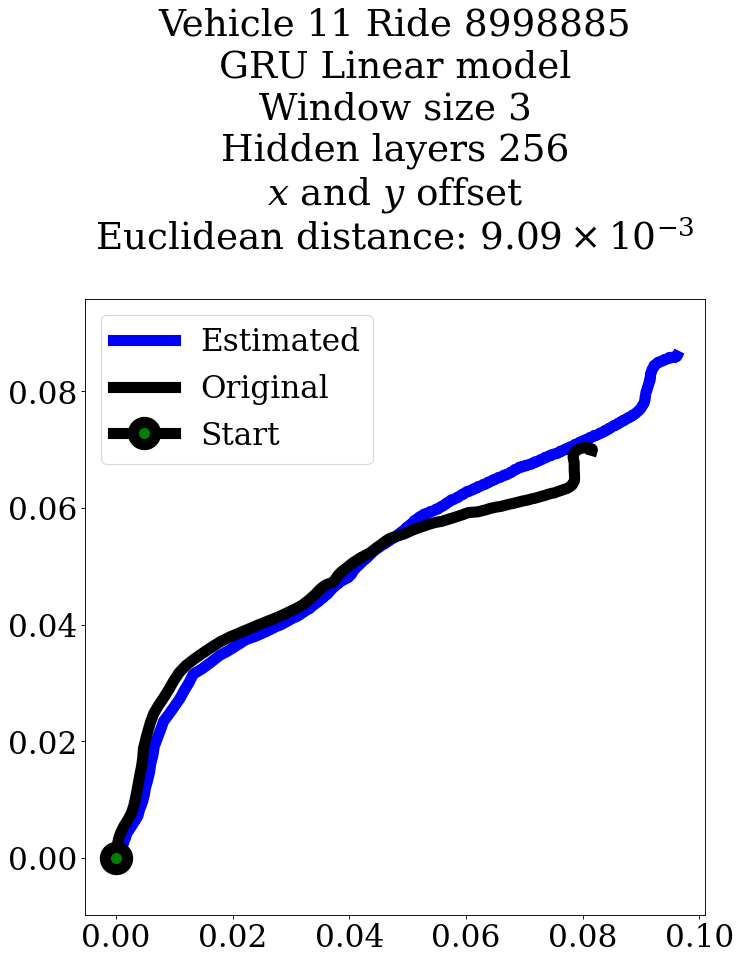 Vehicle 11 Ride 8998885
GRU Linear model
Window size 3
Hidden layers 256
x and y offset
Euclidean distance: 9.09 × 10⁻³
Estimated
Original
Start
0.08
0.06
0.04
0.02
0.00
0.00 0.02 0.04 0.06 0.08 0.10